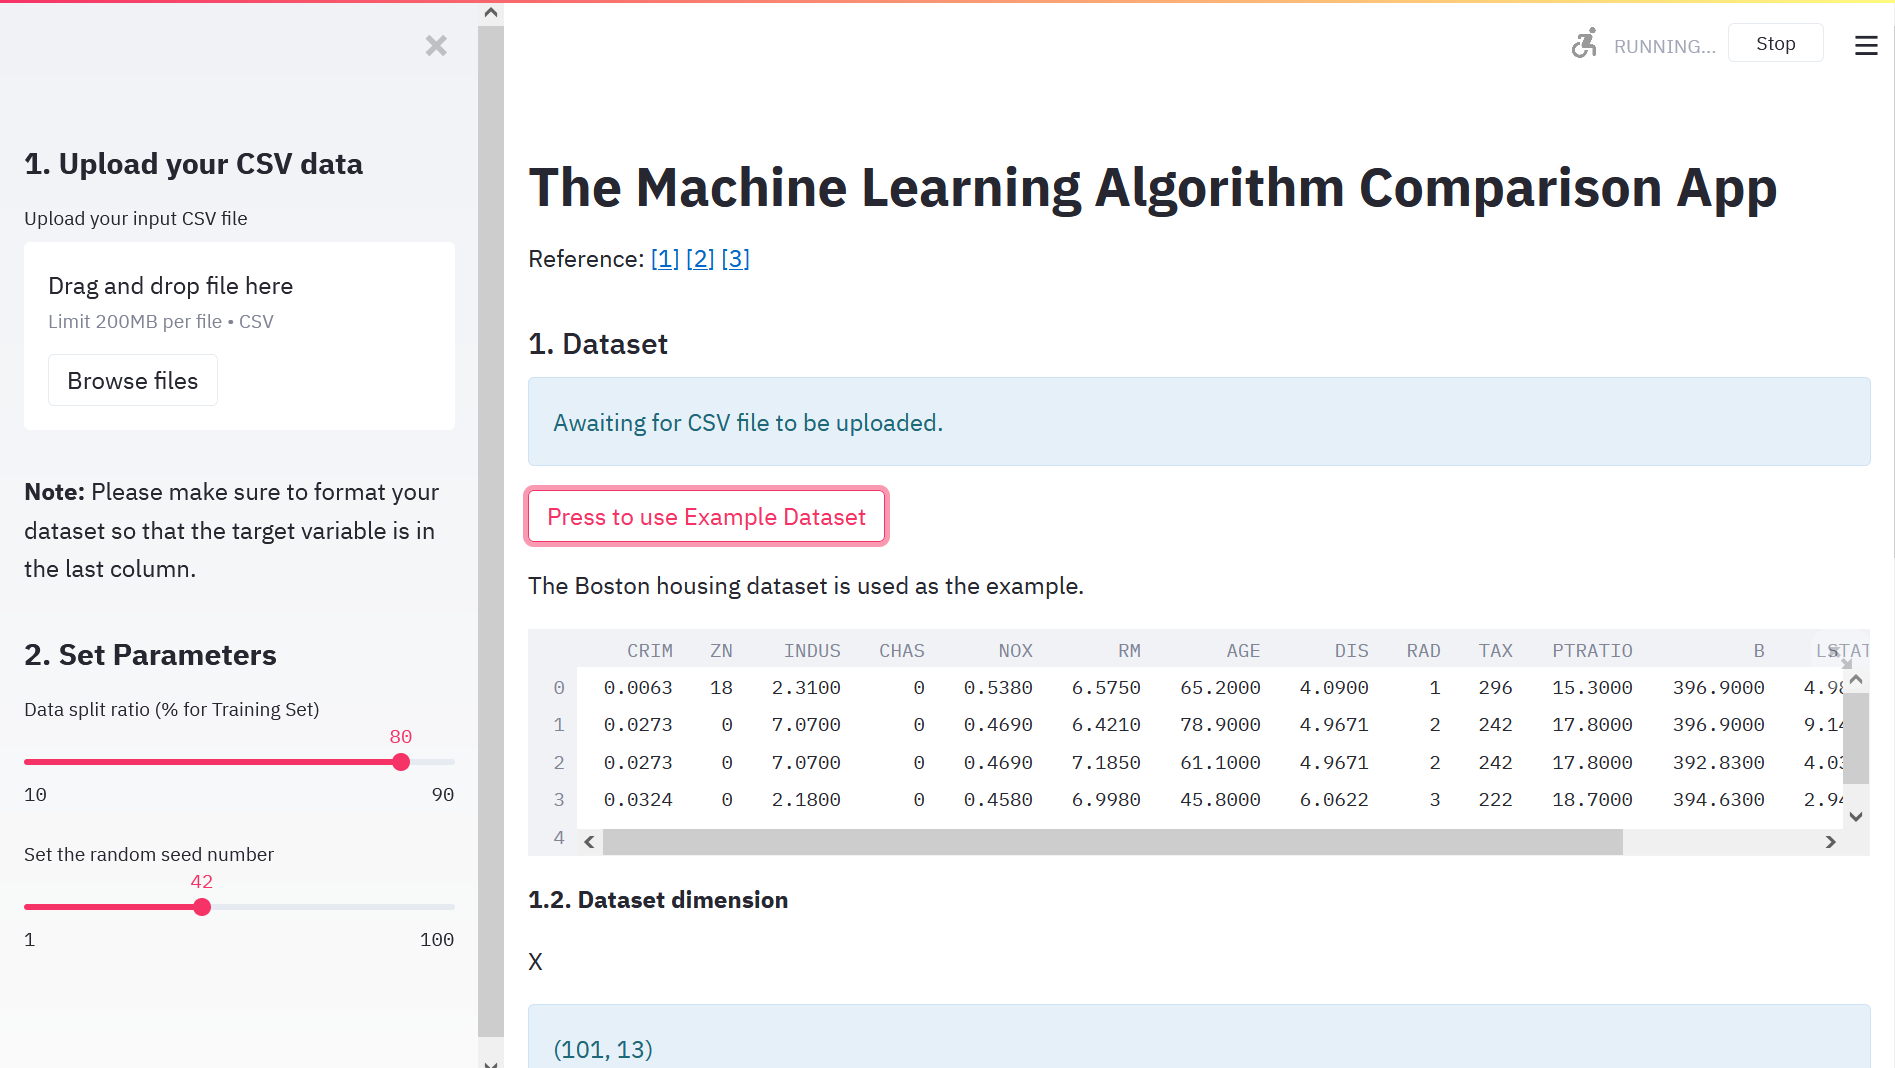 RUNNING...
Stop
1. Upload your CSV data
Upload your input CSV file
Drag and drop file here
Limit 200MB per file • CSV
Browse files
Note: Please make sure to format your
dataset so that the target variable is in
the last column.
2. Set Parameters
Data split ratio (% for Training Set)
80
10 90
Set the random seed number
42
1 100
The Machine Learning Algorithm Comparison App
Reference: [1] [2] [3]
1. Dataset
Awaiting for CSV file to be uploaded.
Press to use Example Dataset
The Boston housing dataset is used as the example.
CRIM ZN INDUS CHAS NOX RM AGE DIS RAD TAX PTRATIO B LSTAT
0 0.0063 18 2.3100 0 0.5380 6.5750 65.2000 4.0900 1 296 15.3000 396.9000 4.98
1 0.0273 0 7.0700 0 0.4690 6.4210 78.9000 4.9671 2 242 17.8000 396.9000 9.14
2 0.0273 0 7.0700 0 0.4690 7.1850 61.1000 4.9671 2 242 17.8000 392.8300 4.03
3 0.0324 0 2.1800 0 0.4580 6.9980 45.8000 6.0622 3 222 18.7000 394.6300 2.94
4
1.2. Dataset dimension
X
(101, 13)